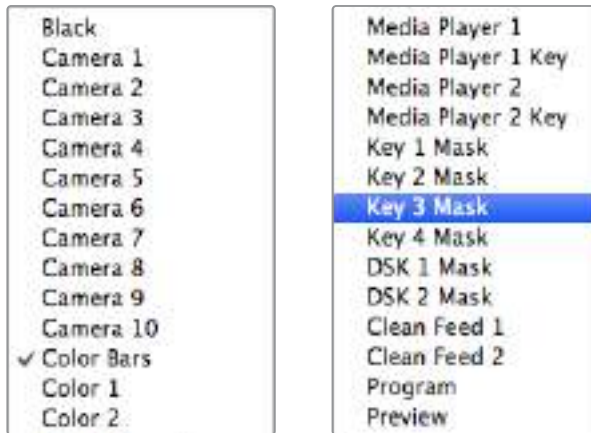 Black
Camera 1
Camera 2
Camera 3
Camera 4
Camera 5
Camera 6
Camera 7
Camera 8
Camera 9
Camera 10
✓ Color Bars
Color 1
Color 2
Media Player 1
Media Player 1 Key
Media Player 2
Media Player 2 Key
Key 1 Mask
Key 2 Mask
Key 3 Mask
Key 4 Mask
DSK 1 Mask
DSK 2 Mask
Clean Feed 1
Clean Feed 2
Program
Preview